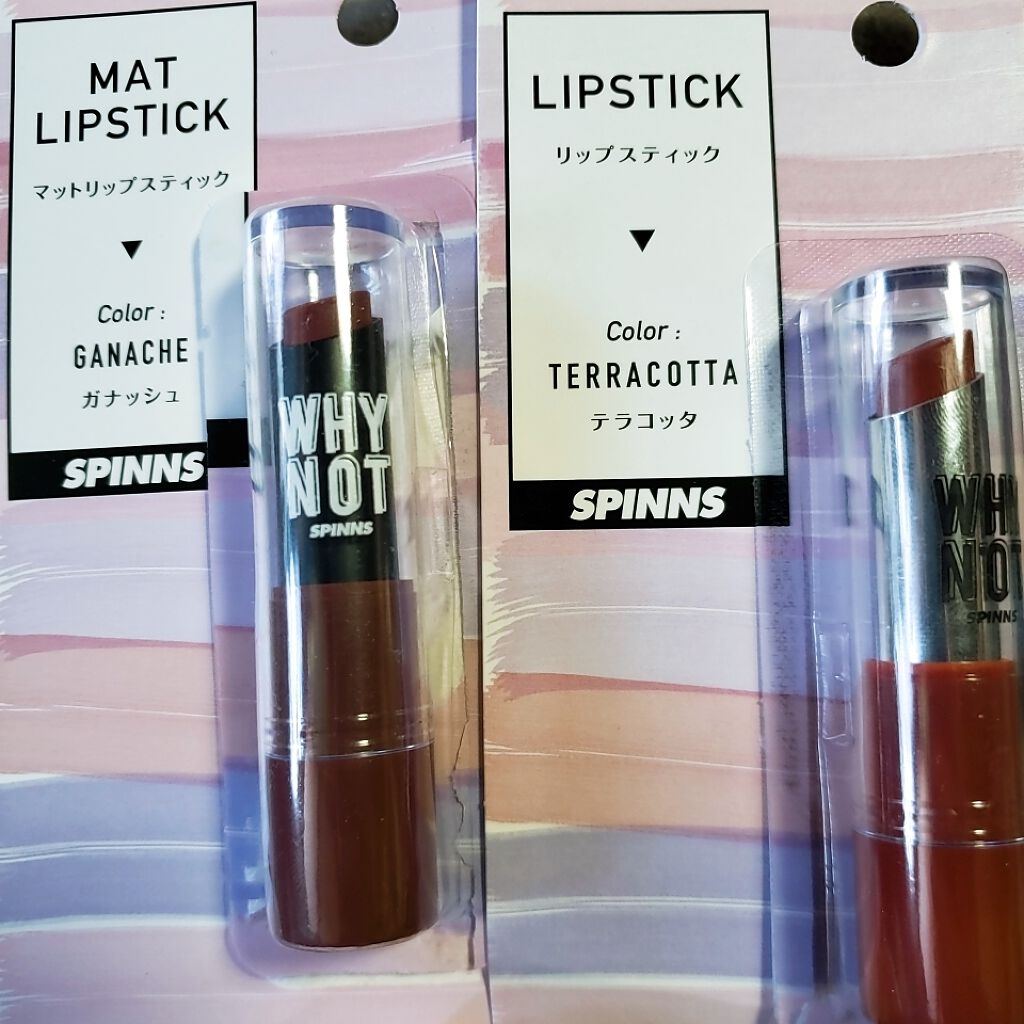 MAT
LIPSTICK
マットリップスティック
Color :
GANACHE
ガナッシュ
SPINNS
WHY
NOT
SPINNS
LIPSTICK
リップスティック
Color :
TERRACOTTA
テラコッタ
SPINNS
WHY
NOT
SPINNS